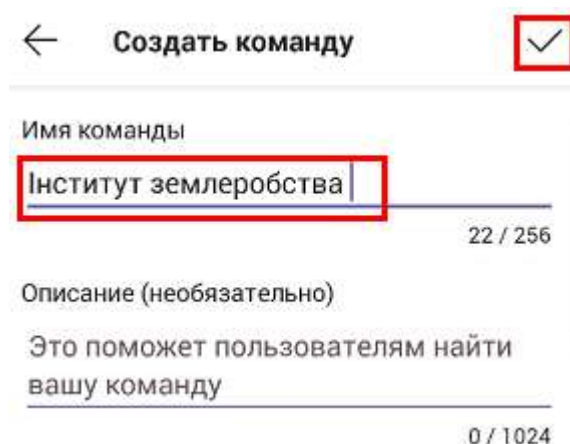 Создать команду
Имя команды
Інститут землеробства
22 / 256
Описание (необязательно)
Это поможет пользователям найти
вашу команду
0 / 1024